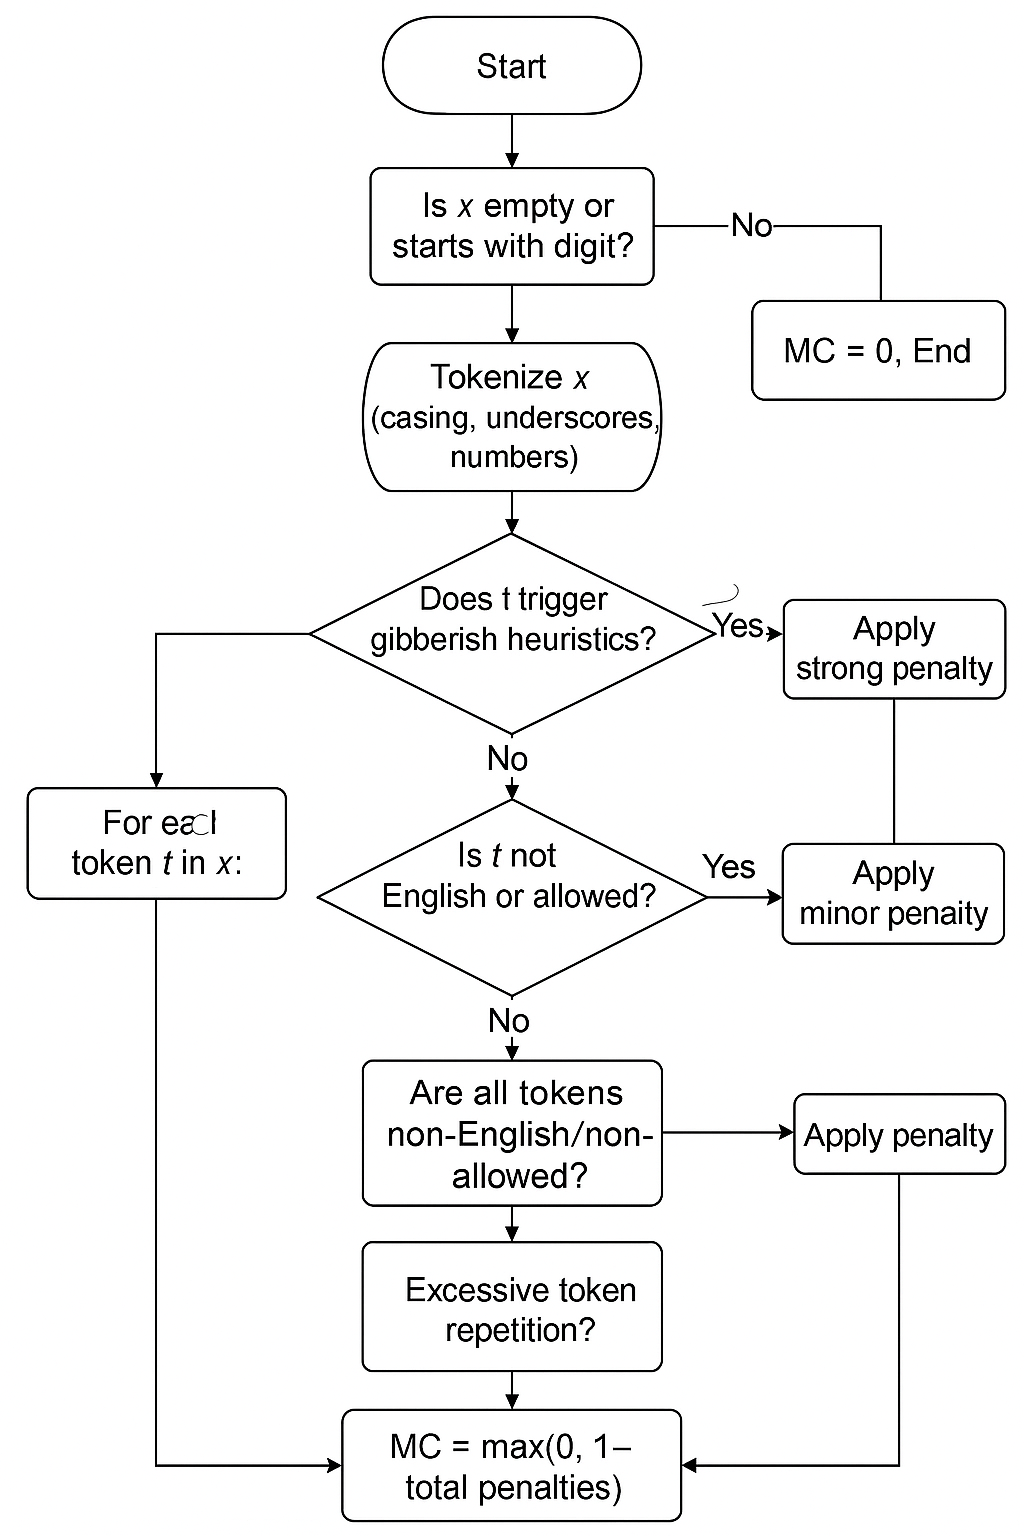 Start
Is x empty or
starts with digit?
No
MC = 0, End
Tokenize x
(casing, underscores,
numbers)
Does t trigger
gibberish heuristics?
Yes
Apply
strong penalty
No
For each
token t in x:
Is t not
English or allowed?
Yes
Apply
minor penaity
No
Are all tokens
non-English/non-
allowed?
Apply penalty
Excessive token
repetition?
MC = max(0, 1–
total penalties)